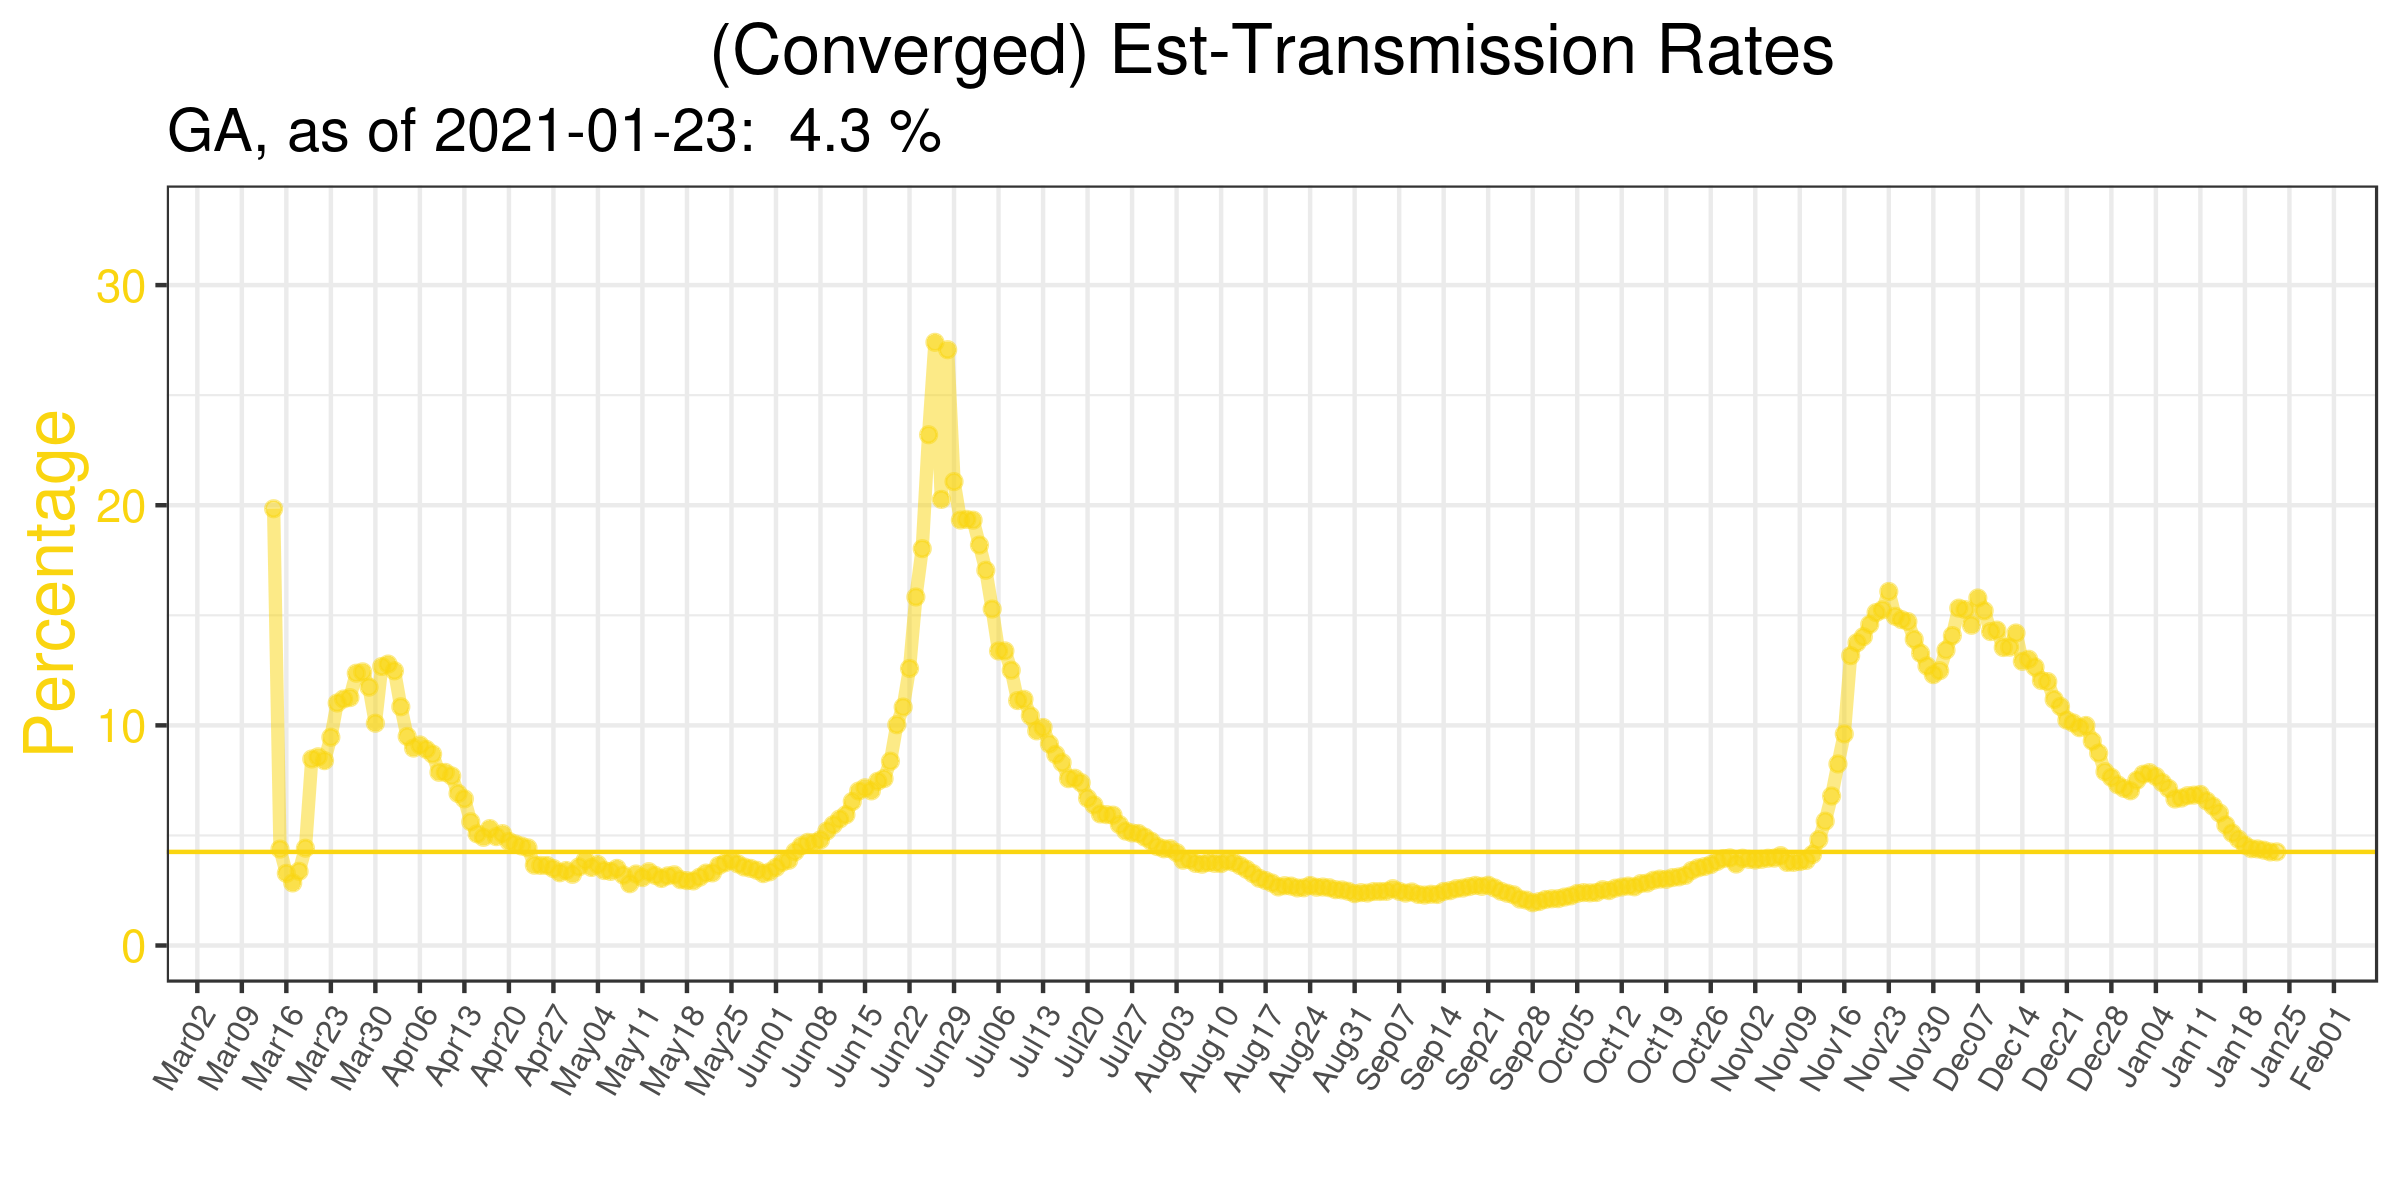 (Converged) Est-Transmission Rates
GA, as of 2021-01-23: 4.3 %
Percentage
30
20
10
0
Mar02 Mar09 Mar16 Mar23 Mar30 Apr06 Apr13 Apr20 Apr27 May04 May11 May18 May25 Jun01 Jun08 Jun15 Jun22 Jun29 Jul06 Jul13 Jul20 Jul27 Aug03 Aug10 Aug17 Aug24 Aug31 Sep07 Sep14 Sep21 Sep28 Oct05 Oct12 Oct19 Oct26 Nov02 Nov09 Nov16 Nov23 Nov30 Dec07 Dec14 Dec21 Dec28 Jan04 Jan11 Jan18 Jan25 Feb01